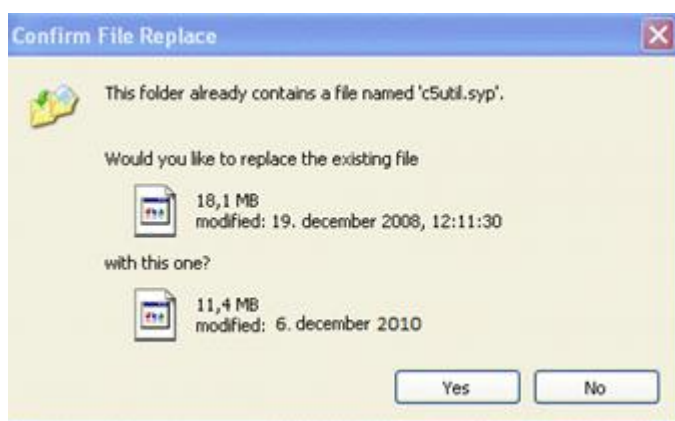 Confirm File Replace
This folder already contains a file named 'c5util.syp'.
Would you like to replace the existing file
18,1 MB
modified: 19. december 2008, 12:11:30
with this one?
11,4 MB
modified: 6. december 2010
Yes No